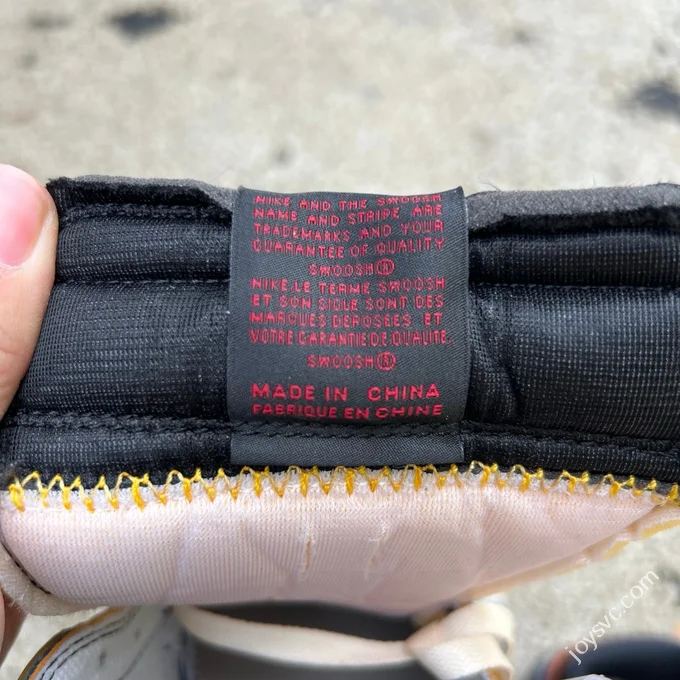 NIKE AND THE SWOOSH
NAME AND STRIPE ARE
TRADEMARKS AND YOUR
GUARANTEE OF QUALITY
SWOOSH®
NIKE.LE TERME SWOOSH
ET SON SIGLE SONT DES
MARQUES DEPOSEES ET
VOTRE GARANTIE DE QUALITE.
SWOOSH®
MADE IN CHINA
FABRIQUE EN CHINE
joysvc.com